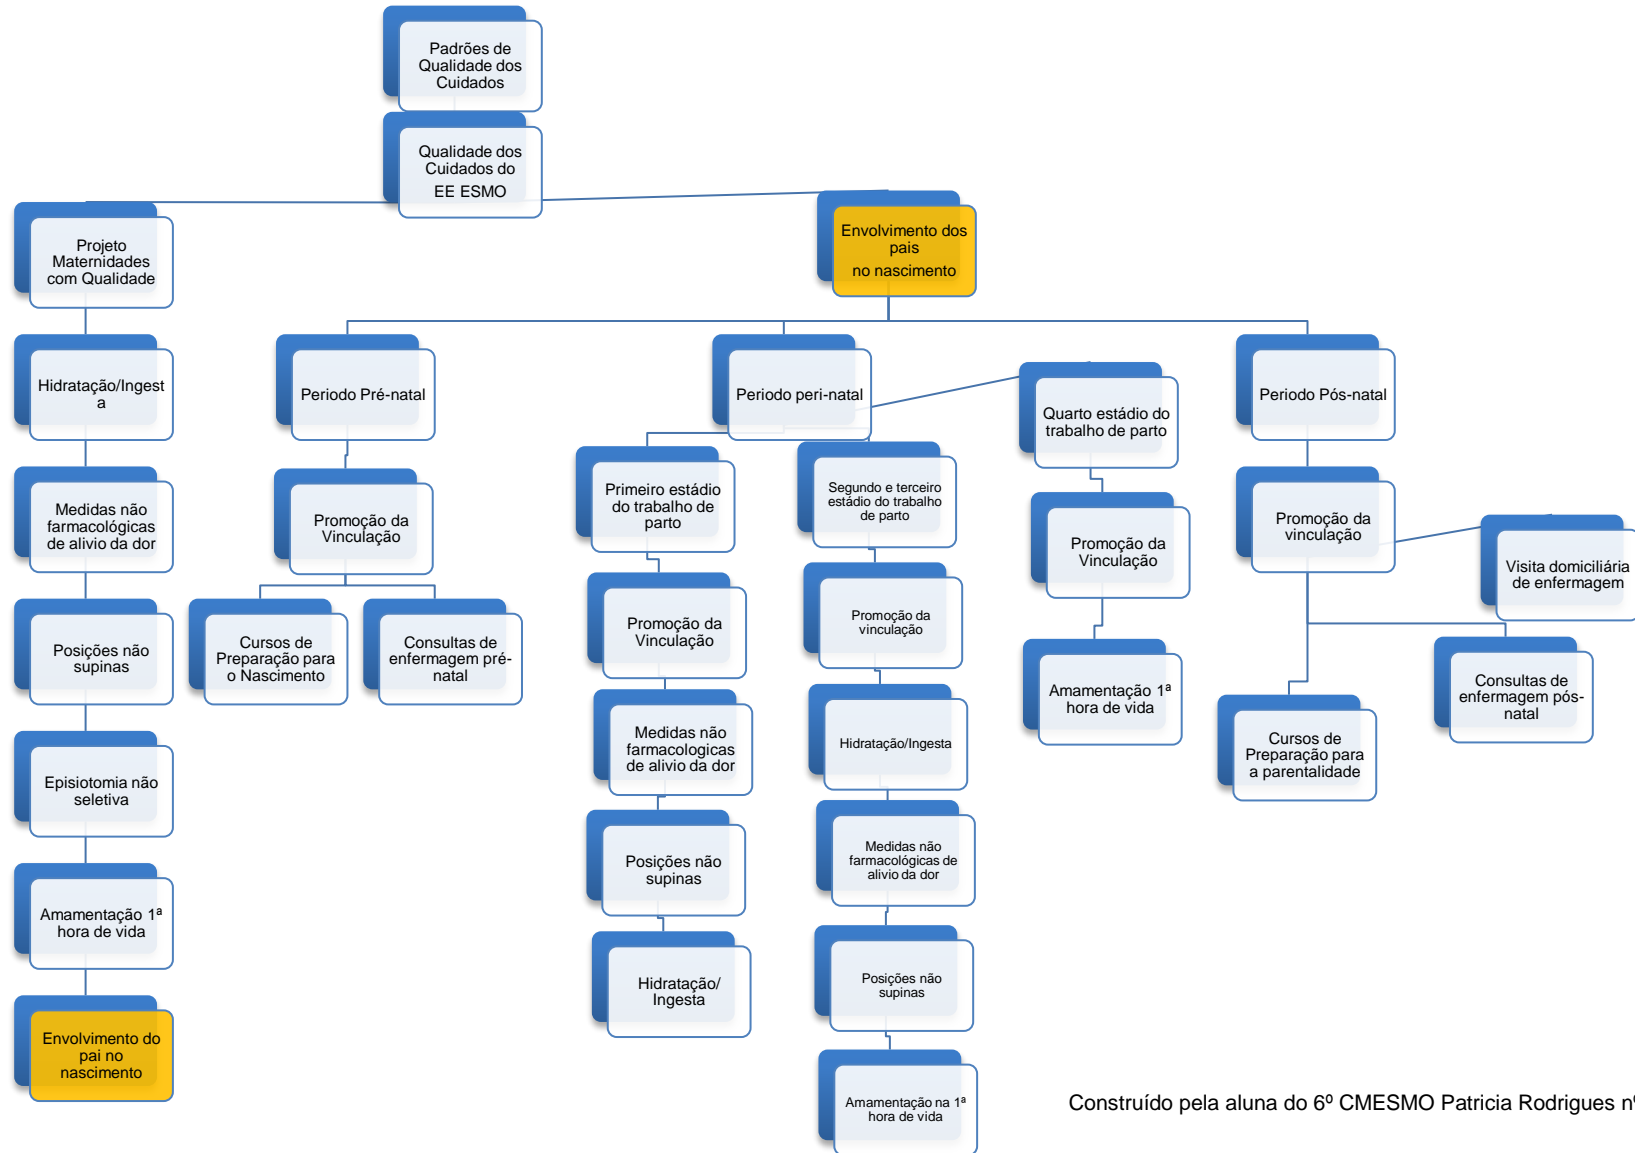 Padrões de
Qualidade dos
Cuidados
Qualidade dos
Cuidados do
EE ESMO
Projeto
Maternidades
com Qualidade
Hidratação/Ingest
a
Medidas não
farmacológicas
de alivio da dor
Posições não
supinas
Episiotomia não
seletiva
Amamentação 1ª
hora de vida
Envolvimento do
pai no
nascimento
Envolvimento dos
pais
no nascimento
Periodo Pré-natal
Promoção da
Vinculação
Cursos de
Preparação para
o Nascimento
Consultas de
enfermagem pré-
natal
Periodo peri-natal
Primeiro estádio
do trabalho de
parto
Promoção da
Vinculação
Medidas não
farmacologicas
de alivio da dor
Posições não
supinas
Hidratação/
Ingesta
Segundo e terceiro
estádio do trabalho
de parto
Promoção da
vinculação
Hidratação/Ingesta
Medidas não
farmacológicas de
alivio da dor
Posições não
supinas
Amamentação na 1ª
hora de vida
Quarto estádio do
trabalho de parto
Promoção da
Vinculação
Amamentação 1ª
hora de vida
Periodo Pós-natal
Promoção da
vinculação
Cursos de
Preparação para
a parentalidade
Consultas de
enfermagem pós-
natal
Visita domiciliária
de enfermagem
Construído pela aluna do 6º CMESMO Patricia Rodrigues nº